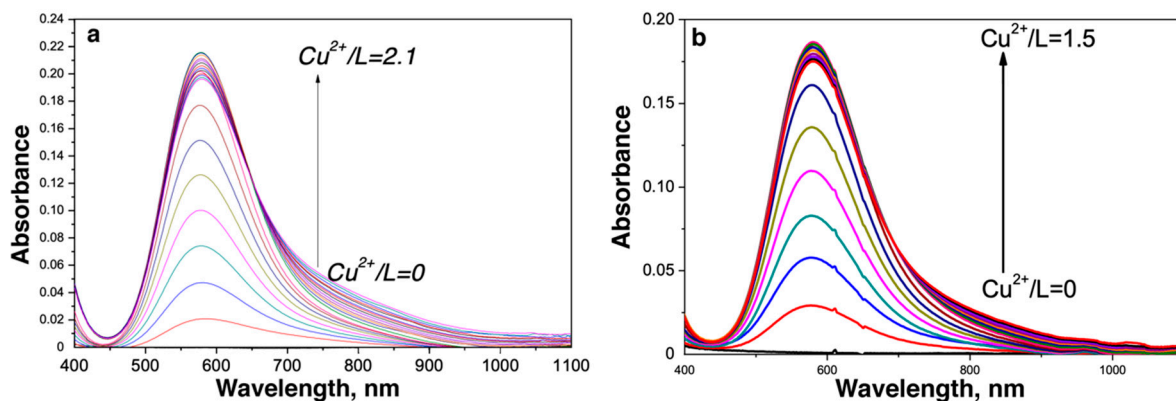 a
Cu²⁺/L=2.1
Cu²⁺/L=0
Absorbance
0.24
0.22
0.20
0.18
0.16
0.14
0.12
0.10
0.08
0.06
0.04
0.02
0
400 500 600 700 800 900 1000 1100
Wavelength, nm
b
Cu²⁺/L=1.5
Cu²⁺/L=0
Absorbance
0.20
0.15
0.10
0.05
0.00
400 600 800 1000
Wavelength, nm